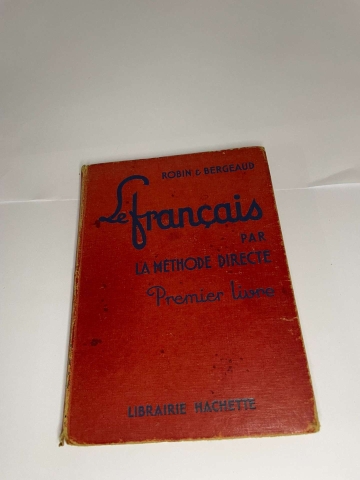 ROBIN & BERGEAUD
Le français
PAR
LA MÉTHODE DIRECTE
Premier Livre
LIBRAIRIE HACHETTE